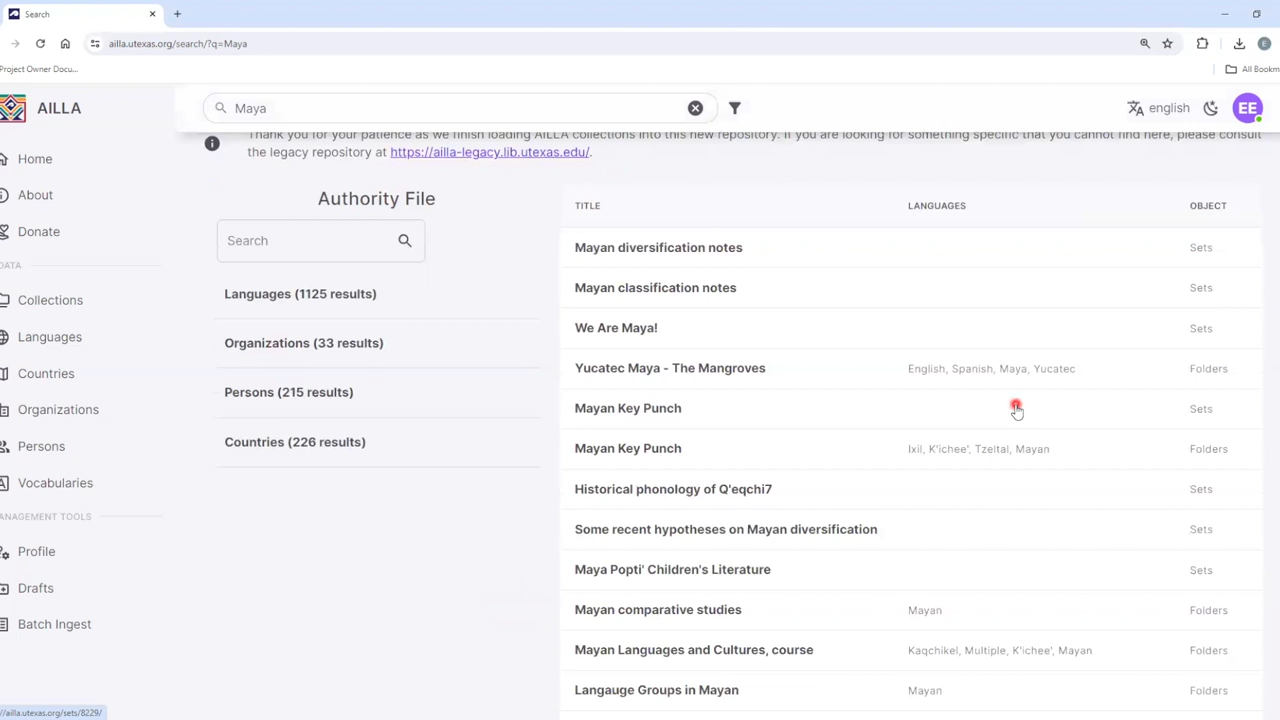 Search
ailla.utexas.org/search/?q=Maya
Project Owner Docu...
All Bookm
AILLA
Maya
english
EE
Thank you for your patience as we finish loading AILLA collections into this new repository. If you are looking for something specific that you cannot find here, please consult
the legacy repository at https://ailla-legacy.lib.utexas.edu/.
Home
About
Donate
DATA
Collections
Languages
Countries
Organizations
Persons
Vocabularies
ANAGEMENT TOOLS
Profile
Drafts
Batch Ingest
Authority File
Search
Languages (1125 results)
Organizations (33 results)
Persons (215 results)
Countries (226 results)
TITLE LANGUAGES OBJECT
Mayan diversification notes Sets
Mayan classification notes Sets
We Are Maya! Sets
Yucatec Maya - The Mangroves English, Spanish, Maya, Yucatec Folders
Mayan Key Punch Sets
Mayan Key Punch Ixil, K'ichee', Tzeltal, Mayan Folders
Historical phonology of Q'eqchi7 Sets
Some recent hypotheses on Mayan diversification Sets
Maya Popti' Children's Literature Sets
Mayan comparative studies Mayan Folders
Mayan Languages and Cultures, course Kaqchikel, Multiple, K'ichee', Mayan Folders
Langauge Groups in Mayan Mayan Folders
//ailla.utexas.org/sets/8229/